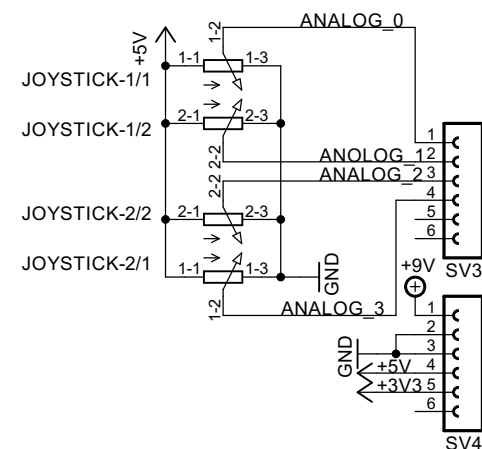 1-2
ANALOG_0
+5V
1-1
1-3
JOYSTICK-1/1
2-1
2-3
JOYSTICK-1/2
1
2-2
ANOLOG_1
2
2-2
ANALOG_2
3
4
JOYSTICK-2/2
2-1
2-3
5
6
JOYSTICK-2/1
1-1
1-3
GND
+9V
SV3
1-2
ANALOG_3
1
2
GND
3
+5V
4
+3V3
5
6
SV4